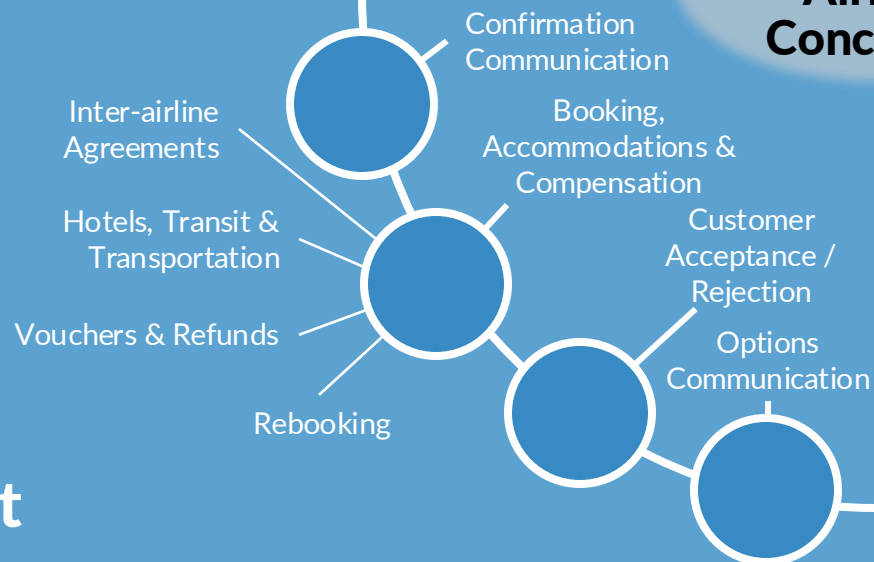 Confirmation
Communication
Inter-airline
Agreements
Booking,
Accommodations &
Compensation
Hotels, Transit &
Transportation
Customer
Acceptance /
Rejection
Vouchers & Refunds
Options
Communication
Rebooking